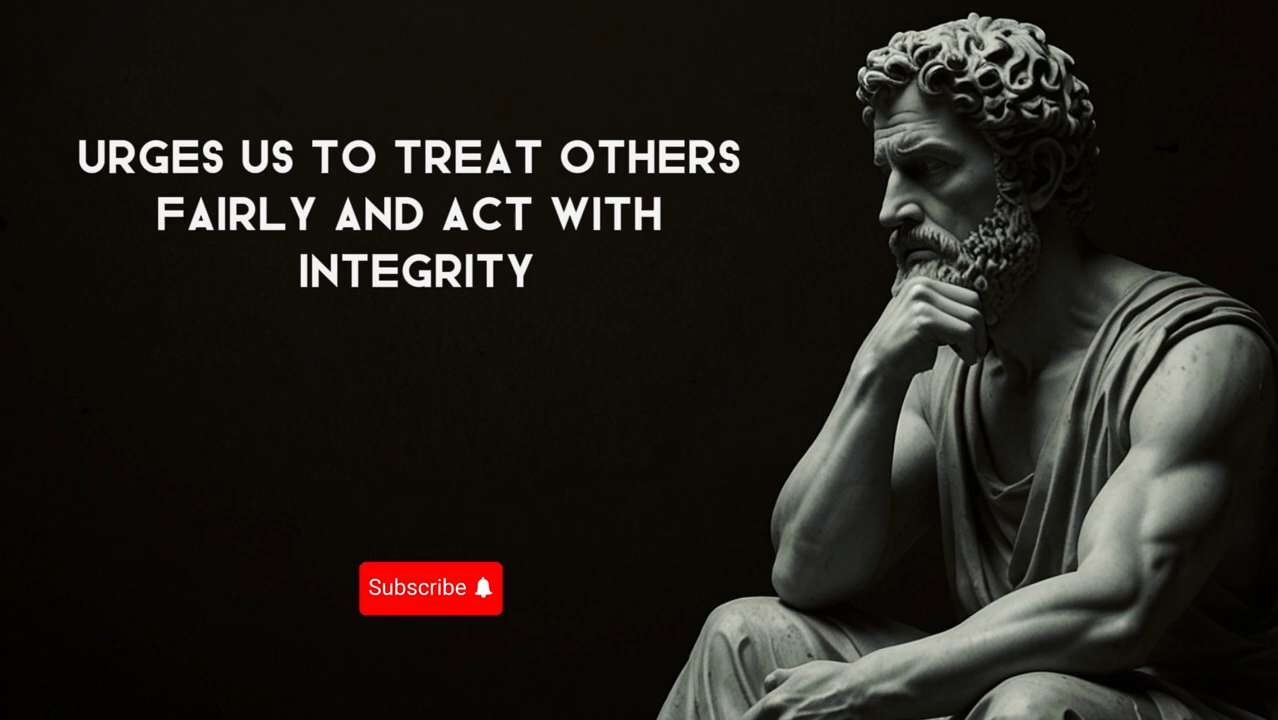 URGES US TO TREAT OTHERS
FAIRLY AND ACT WITH
INTEGRITY
Subscribe